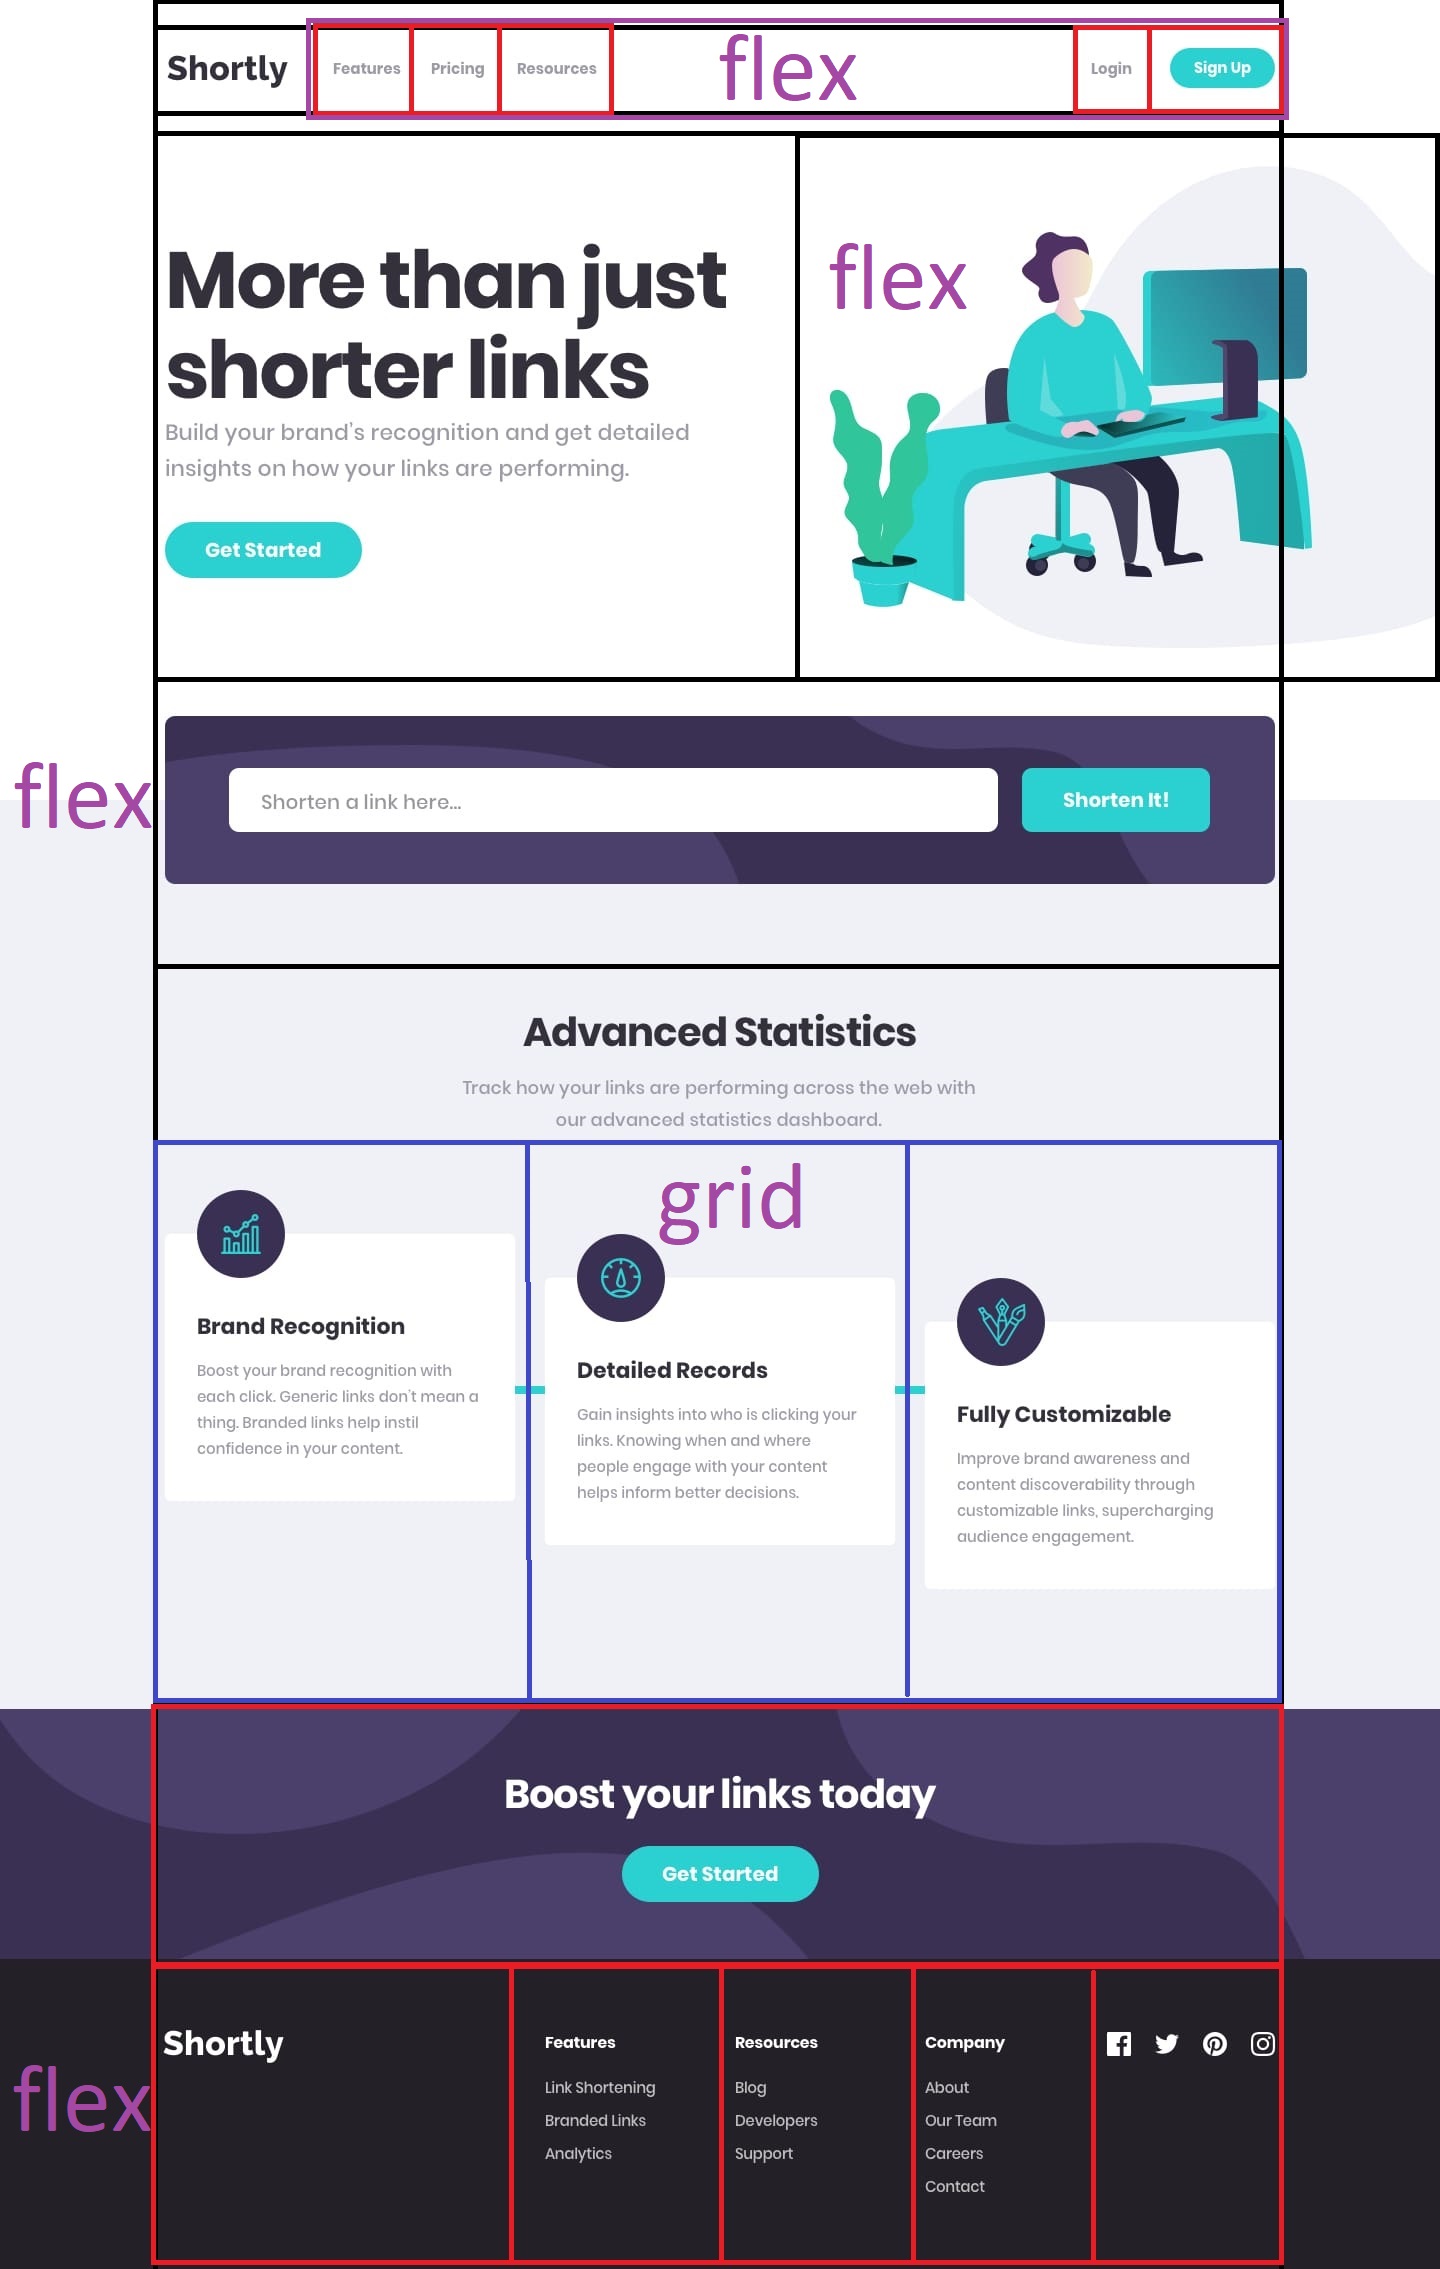 Shortly
Features
Pricing
Resources
flex
Login
Sign Up
More than just
shorter links
flex
Build your brand's recognition and get detailed
insights on how your links are performing.
Get Started
flex
Shorten a link here...
Shorten It!
Advanced Statistics
Track how your links are performing across the web with
our advanced statistics dashboard.
grid
Brand Recognition
Boost your brand recognition with
each click. Generic links don't mean a
thing. Branded links help instil
confidence in your content.
Detailed Records
Gain insights into who is clicking your
links. Knowing when and where
people engage with your content
helps inform better decisions.
Fully Customizable
Improve brand awareness and
content discoverability through
customizable links, supercharging
audience engagement.
Boost your links today
Get Started
flex
Shortly
Features
Link Shortening
Branded Links
Analytics
Resources
Blog
Developers
Support
Company
About
Our Team
Careers
Contact